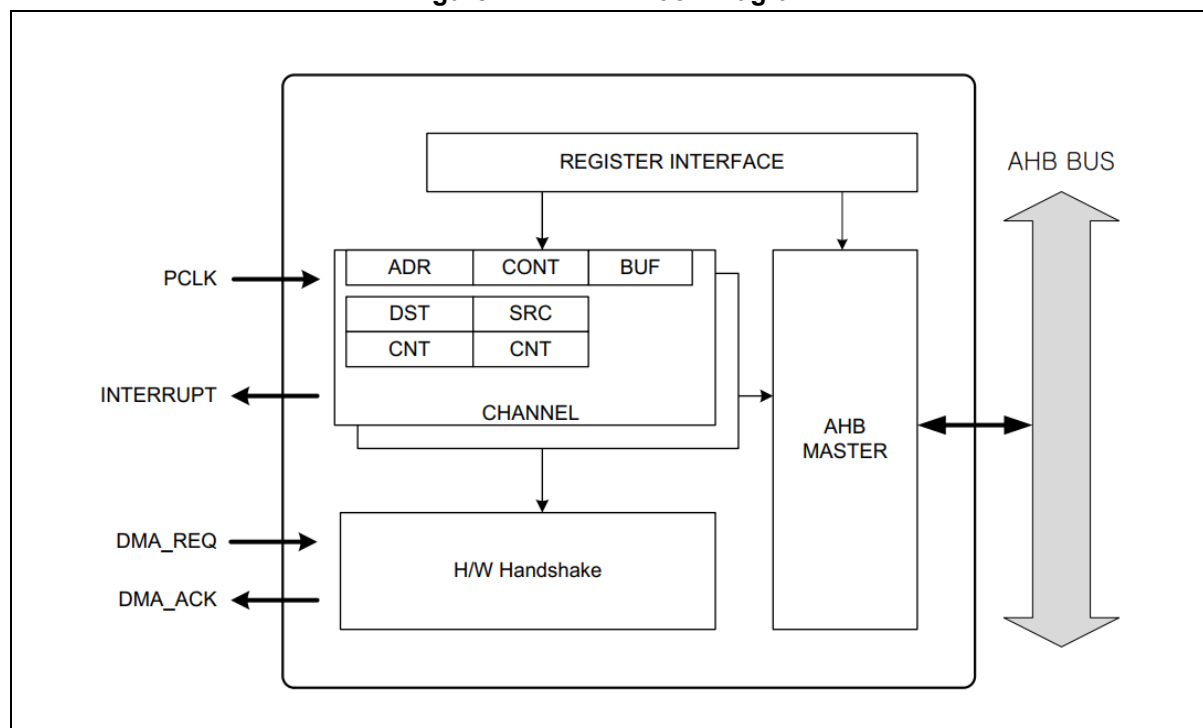 REGISTER INTERFACE
AHB BUS
ADR CONT BUF
PCLK
DST SRC
CNT CNT
INTERRUPT
CHANNEL
AHB
MASTER
DMA_REQ
H/W Handshake
DMA_ACK